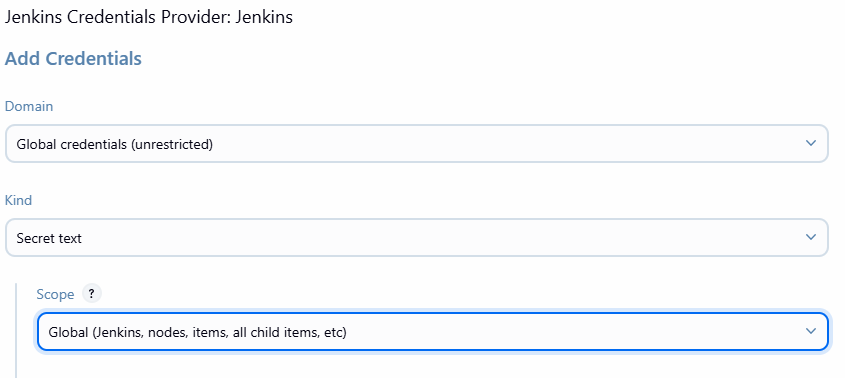 Jenkins Credentials Provider: Jenkins
Add Credentials
Domain
Global credentials (unrestricted)
Kind
Secret text
Scope ?
Global (Jenkins, nodes, items, all child items, etc)